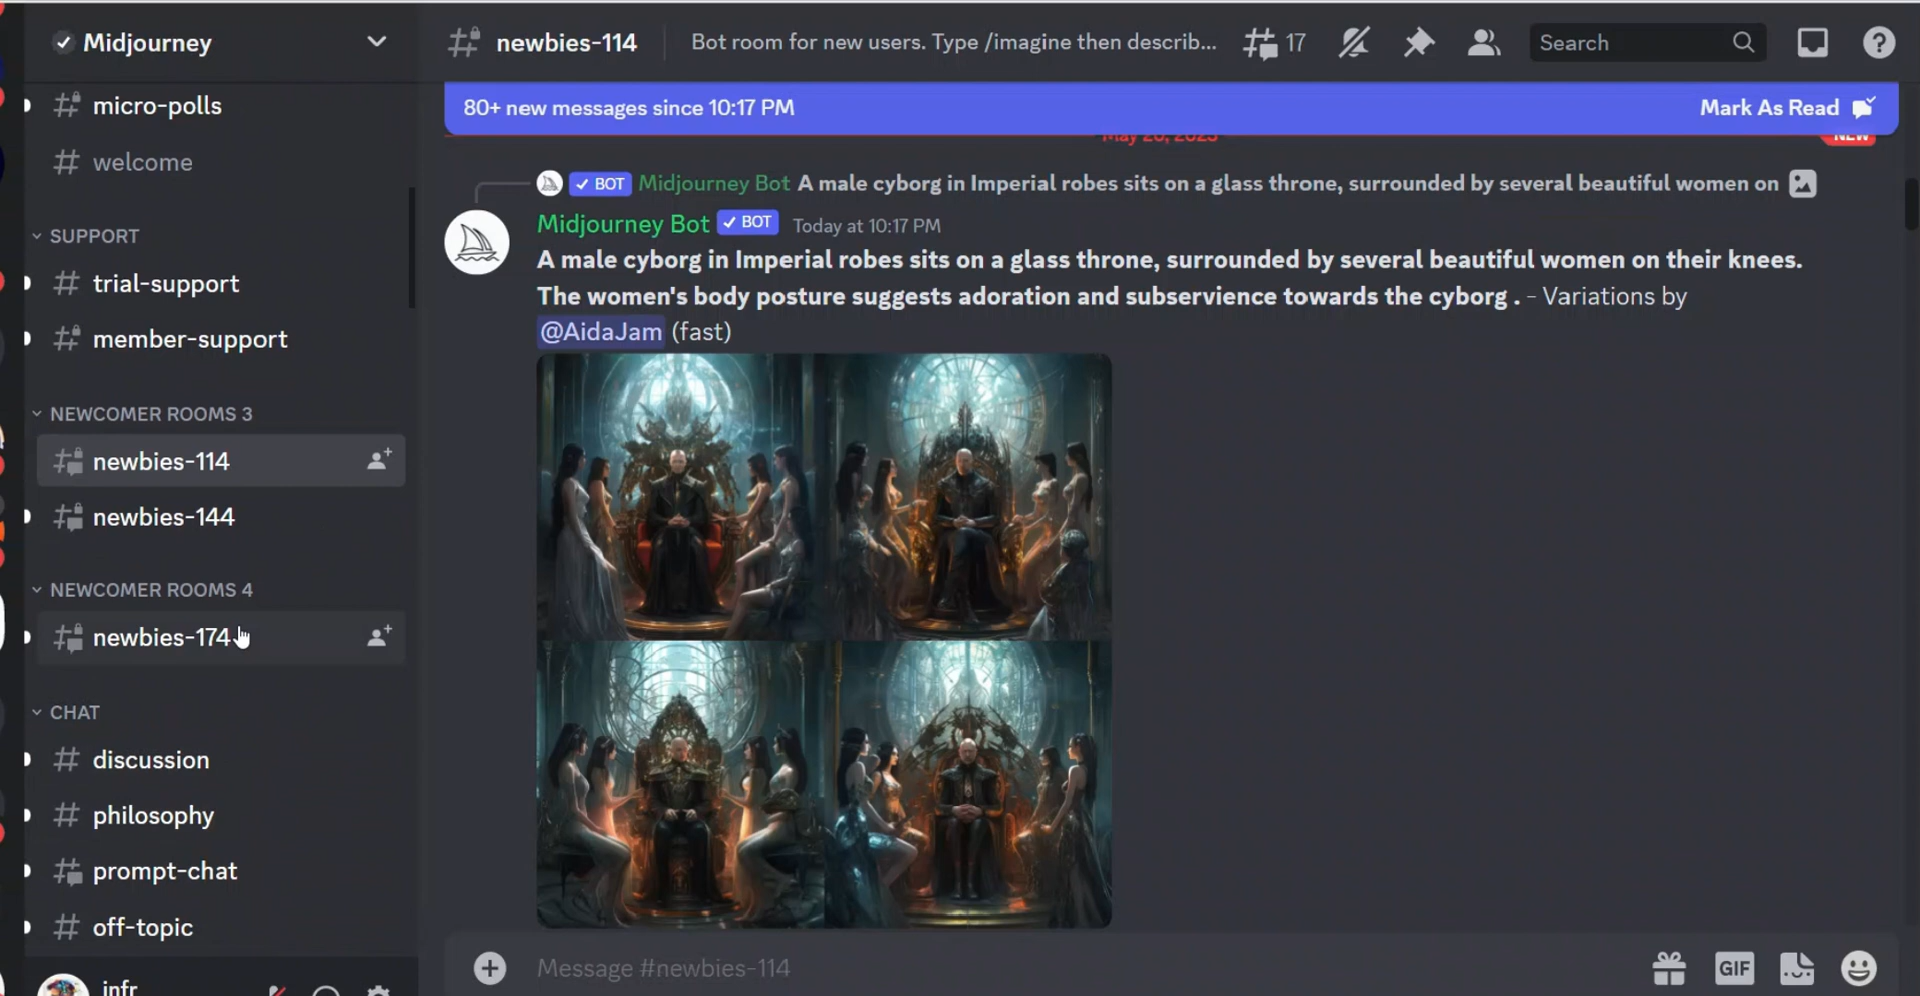 Midjourney
micro-polls
welcome
SUPPORT
trial-support
member-support
NEWCOMER ROOMS 3
newbies-114
newbies-144
NEWCOMER ROOMS 4
newbies-174
CHAT
discussion
philosophy
prompt-chat
off-topic
infr
newbies-114
Bot room for new users. Type /imagine then describ...
17
Search
80+ new messages since 10:17 PM
Mark As Read
NEW
BOT Midjourney Bot A male cyborg in Imperial robes sits on a glass throne, surrounded by several beautiful women on
Midjourney Bot BOT Today at 10:17 PM
A male cyborg in Imperial robes sits on a glass throne, surrounded by several beautiful women on their knees.
The women's body posture suggests adoration and subservience towards the cyborg . - Variations by
@AidaJam (fast)
Message #newbies-114
GIF